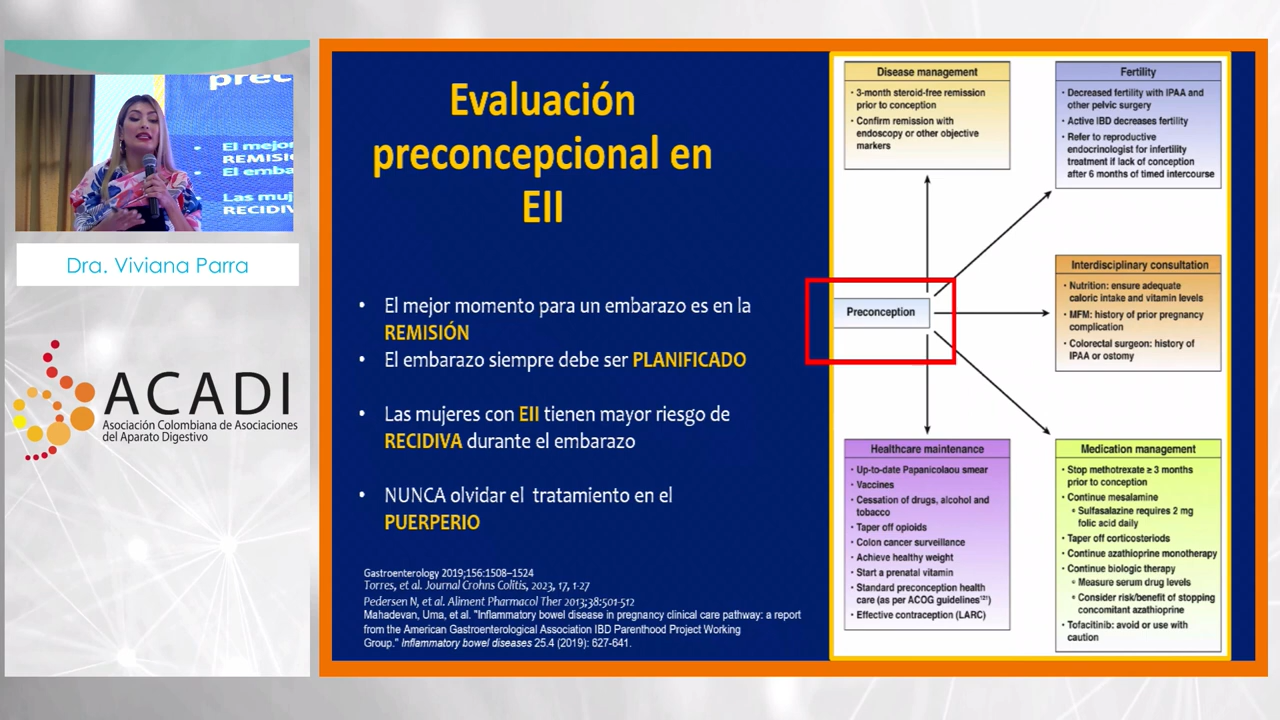 prec
El mejor
REMISIÓ
El emba
Las muj
RECIDIV
Dra. Viviana Parra
ACADI
Asociación Colombiana de Asociaciones
del Aparato Digestivo
Evaluación
preconcepcional en
EII
• El mejor momento para un embarazo es en la
REMISIÓN
• El embarazo siempre debe ser PLANIFICADO
• Las mujeres con EII tienen mayor riesgo de
RECIDIVA durante el embarazo
• NUNCA olvidar el tratamiento en el
PUERPERIO
Gastroenterology 2019;156:1508–1524
Torres, et al. Journal Crohns Colitis, 2023, 17, 1-27
Pedersen N, et al. Aliment Pharmacol Ther 2013;38:501-512
Mahadevan, Uma, et al. "Inflammatory bowel disease in pregnancy clinical care pathway: a report
from the American Gastroenterological Association IBD Parenthood Project Working
Group." Inflammatory bowel diseases 25.4 (2019): 627-641.
Disease management
• 3-month steroid-free remission
prior to conception
• Confirm remission with
endoscopy or other objective
markers
Fertility
• Decreased fertility with IPAA and
other pelvic surgery
• Active IBD decreases fertility
• Refer to reproductive
endocrinologist for infertility
treatment if lack of conception
after 6 months of timed intercourse
Preconception
Interdisciplinary consultation
• Nutrition: ensure adequate
caloric intake and vitamin levels
• MFM: history of prior pregnancy
complication
• Colorectal surgeon: history of
IPAA or ostomy
Healthcare maintenance
• Up-to-date Papanicolaou smear
• Vaccines
• Cessation of drugs, alcohol and
tobacco
• Taper off opioids
• Colon cancer surveillance
• Achieve healthy weight
• Start a prenatal vitamin
• Standard preconception health
care (as per ACOG guidelines¹²¹)
• Effective contraception (LARC)
Medication management
• Stop methotrexate ≥ 3 months
prior to conception
• Continue mesalamine
° Sulfasalazine requires 2 mg
folic acid daily
• Taper off corticosteroids
• Continue azathioprine monotherapy
• Continue biologic therapy
° Measure serum drug levels
° Consider risk/benefit of stopping
concomitant azathioprine
• Tofacitinib: avoid or use with
caution